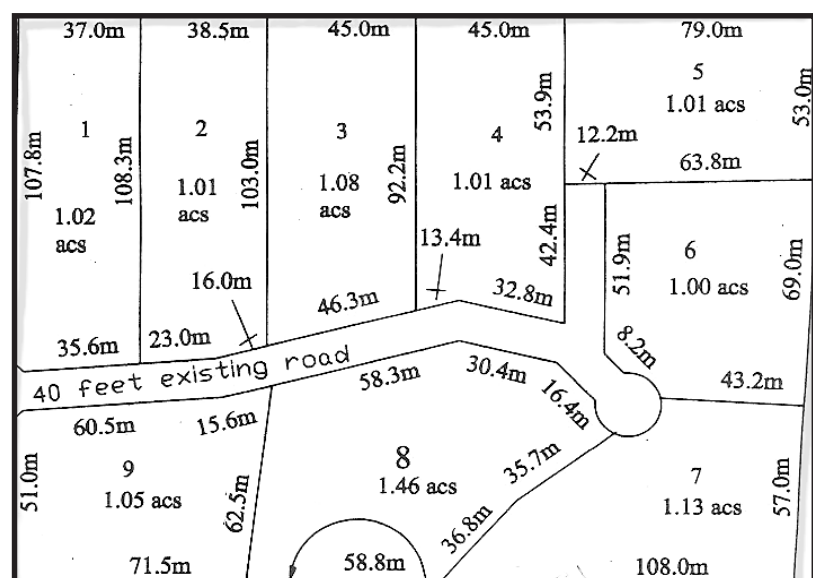 37.0m
38.5m
45.0m
45.0m
79.0m
107.8m
1
1.02
acs
108.3m
35.6m
2
1.01
acs
103.0m
16.0m
23.0m
3
1.08
acs
92.2m
46.3m
4
1.01 acs
53.9m
42.4m
13.4m
32.8m
5
1.01 acs
53.0m
12.2m
63.8m
6
1.00 acs
51.9m
69.0m
8.2m
43.2m
40 feet existing road
60.5m
15.6m
51.0m
9
1.05 acs
62.5m
71.5m
58.3m
30.4m
16.4m
8
1.46 acs
35.7m
36.8m
58.8m
7
1.13 acs
57.0m
108.0m